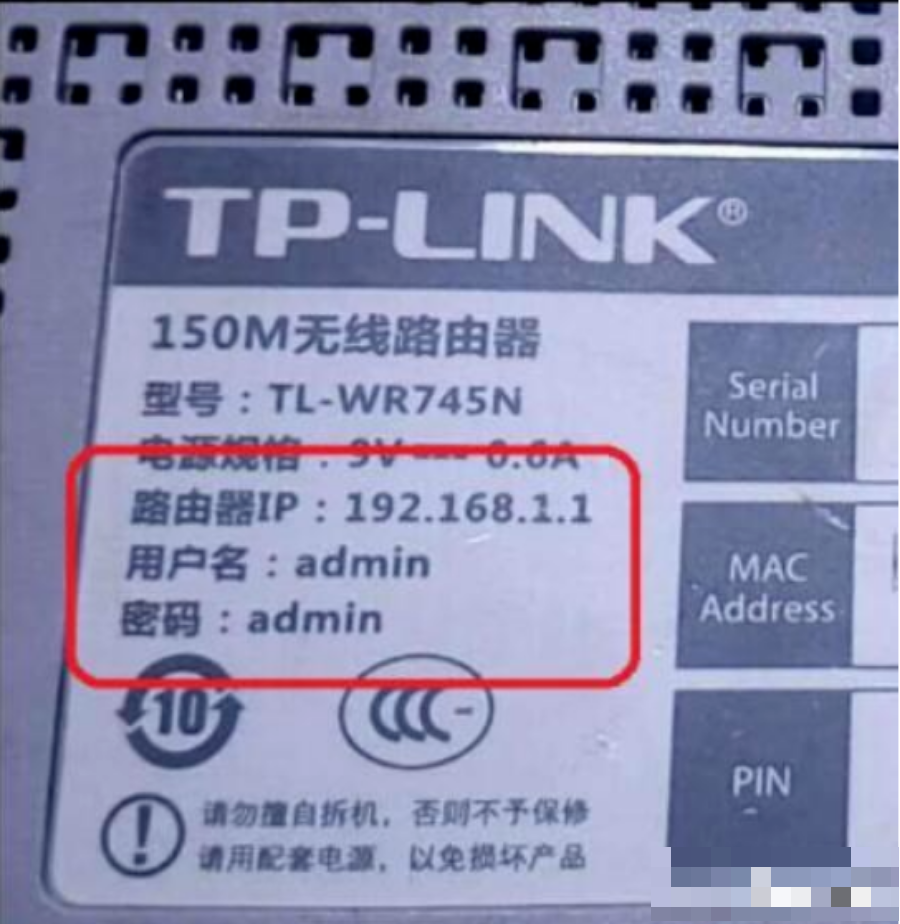 TP-LINK®
150M无线路由器
型号：TL-WR745N
电源规格：9V⎓0.6A
路由器IP：192.168.1.1
用户名：admin
密码：admin
10
CCC
请勿擅自拆机，否则不予保修
请用配套电源，以免损坏产品
Serial
Number
MAC
Address
PIN